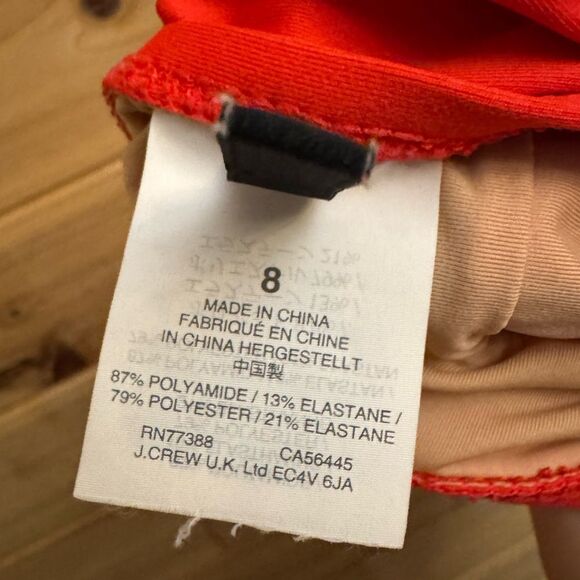 8
MADE IN CHINA
FABRIQUÉ EN CHINE
IN CHINA HERGESTELLT
中国製
87% POLYAMIDE / 13% ELASTANE /
79% POLYESTER / 21% ELASTANE
RN77388 CA56445
J.CREW U.K. Ltd EC4V 6JA